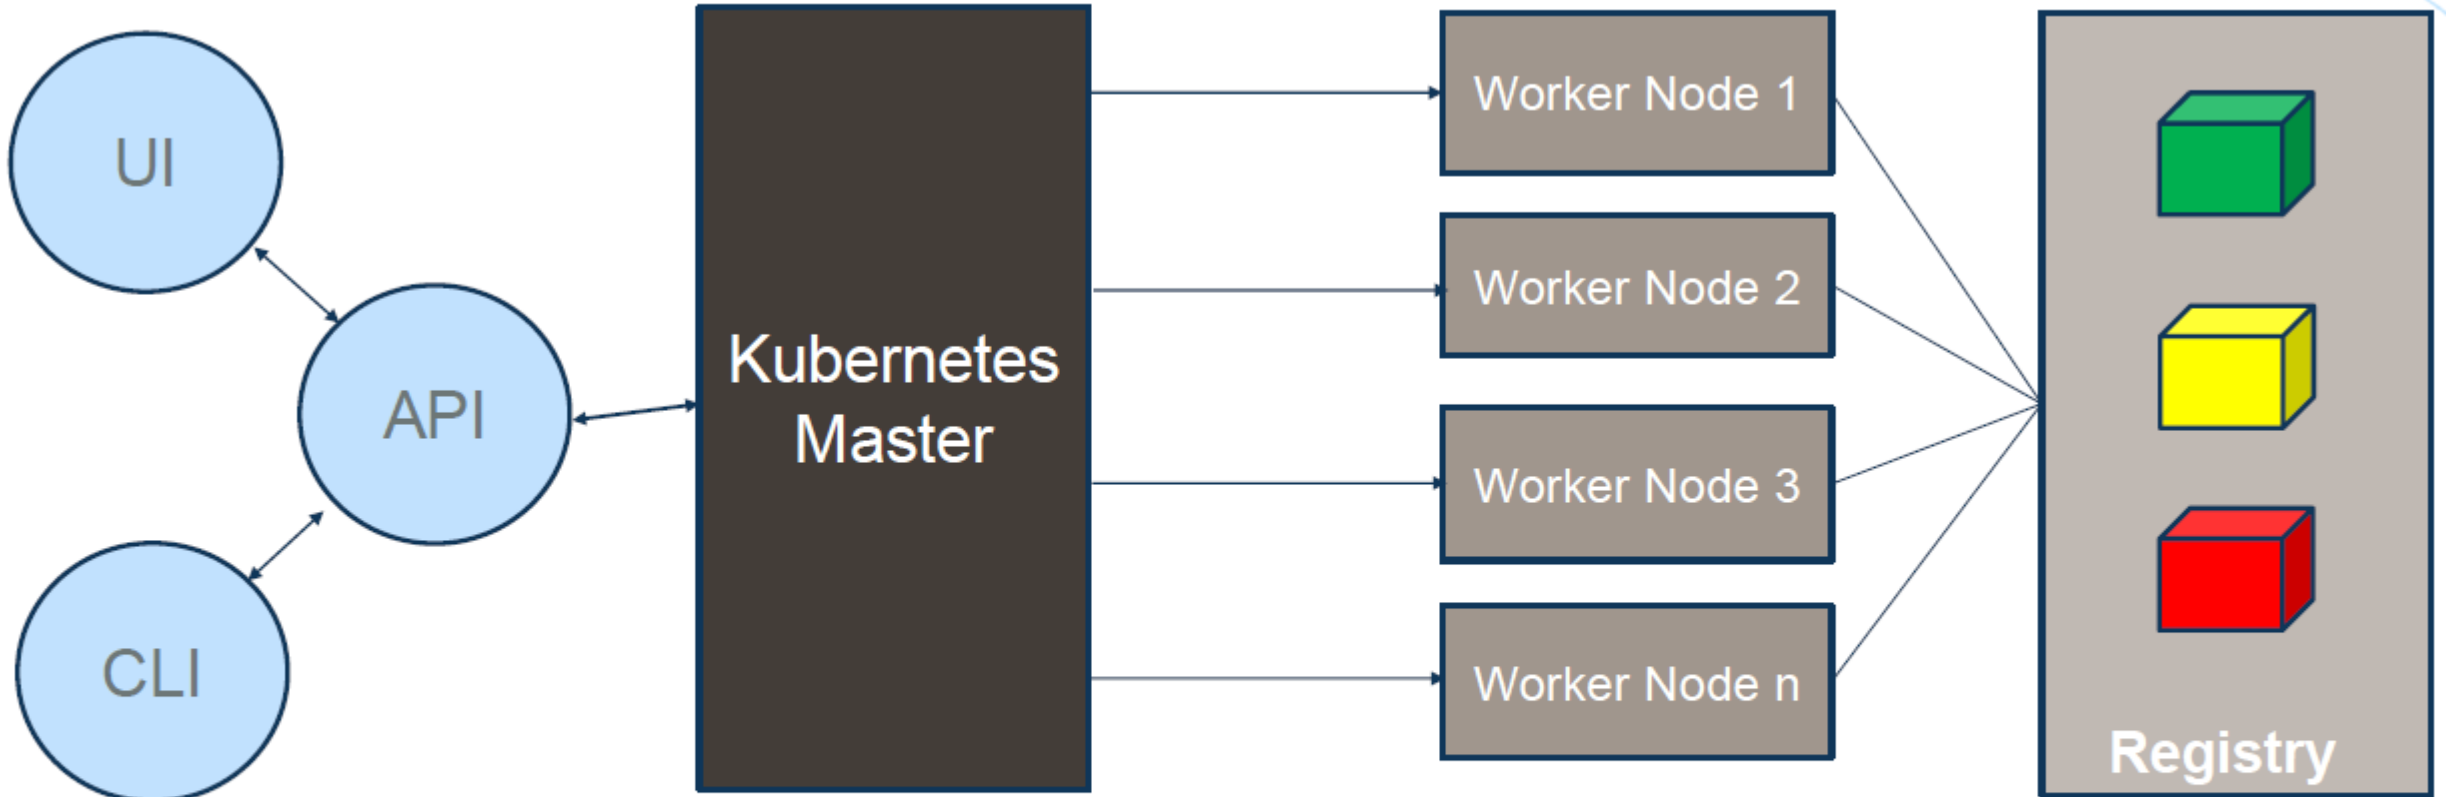 UI
API
CLI
Kubernetes
Master
Worker Node 1
Worker Node 2
Worker Node 3
Worker Node n
Registry